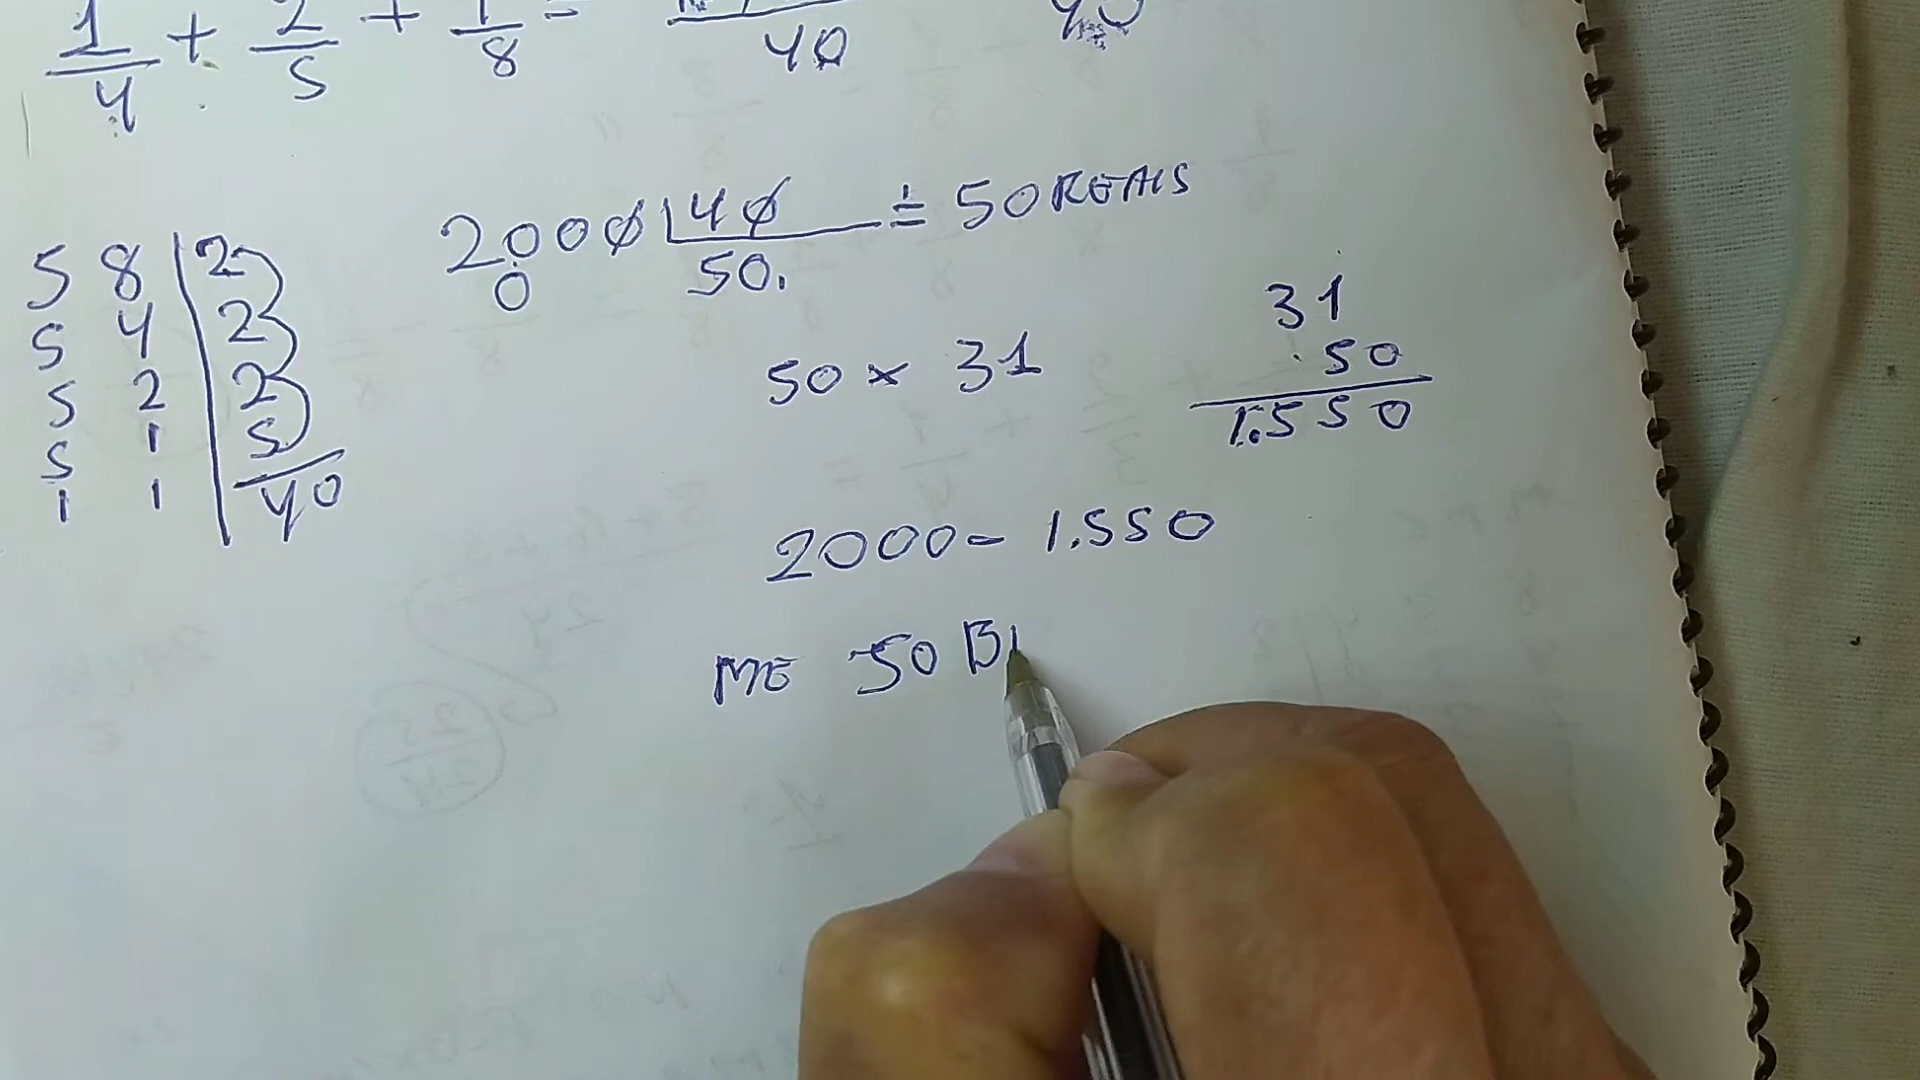 1/4 + 2/5 + 1/8 = /40
2000 | 40 = 50 REAIS
0 50.
5 8 | 2
5 4 | 2
5 2 | 2
5 1 | 5
1 1 | 40
50 x 31
31
.50
1.550
2000 - 1.550
ME 50 BI